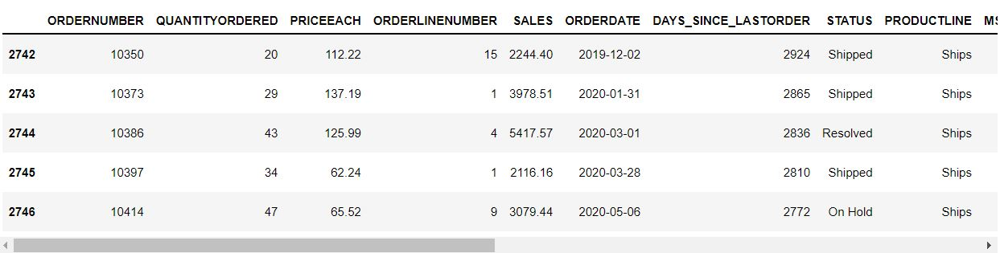 ORDERNUMBER QUANTITYORDERED PRICEEACH ORDERLINENUMBER SALES ORDERDATE DAYS_SINCE_LASTORDER STATUS PRODUCTLINE MS
2742 10350 20 112.22 15 2244.40 2019-12-02 2924 Shipped Ships
2743 10373 29 137.19 1 3978.51 2020-01-31 2865 Shipped Ships
2744 10386 43 125.99 4 5417.57 2020-03-01 2836 Resolved Ships
2745 10397 34 62.24 1 2116.16 2020-03-28 2810 Shipped Ships
2746 10414 47 65.52 9 3079.44 2020-05-06 2772 On Hold Ships